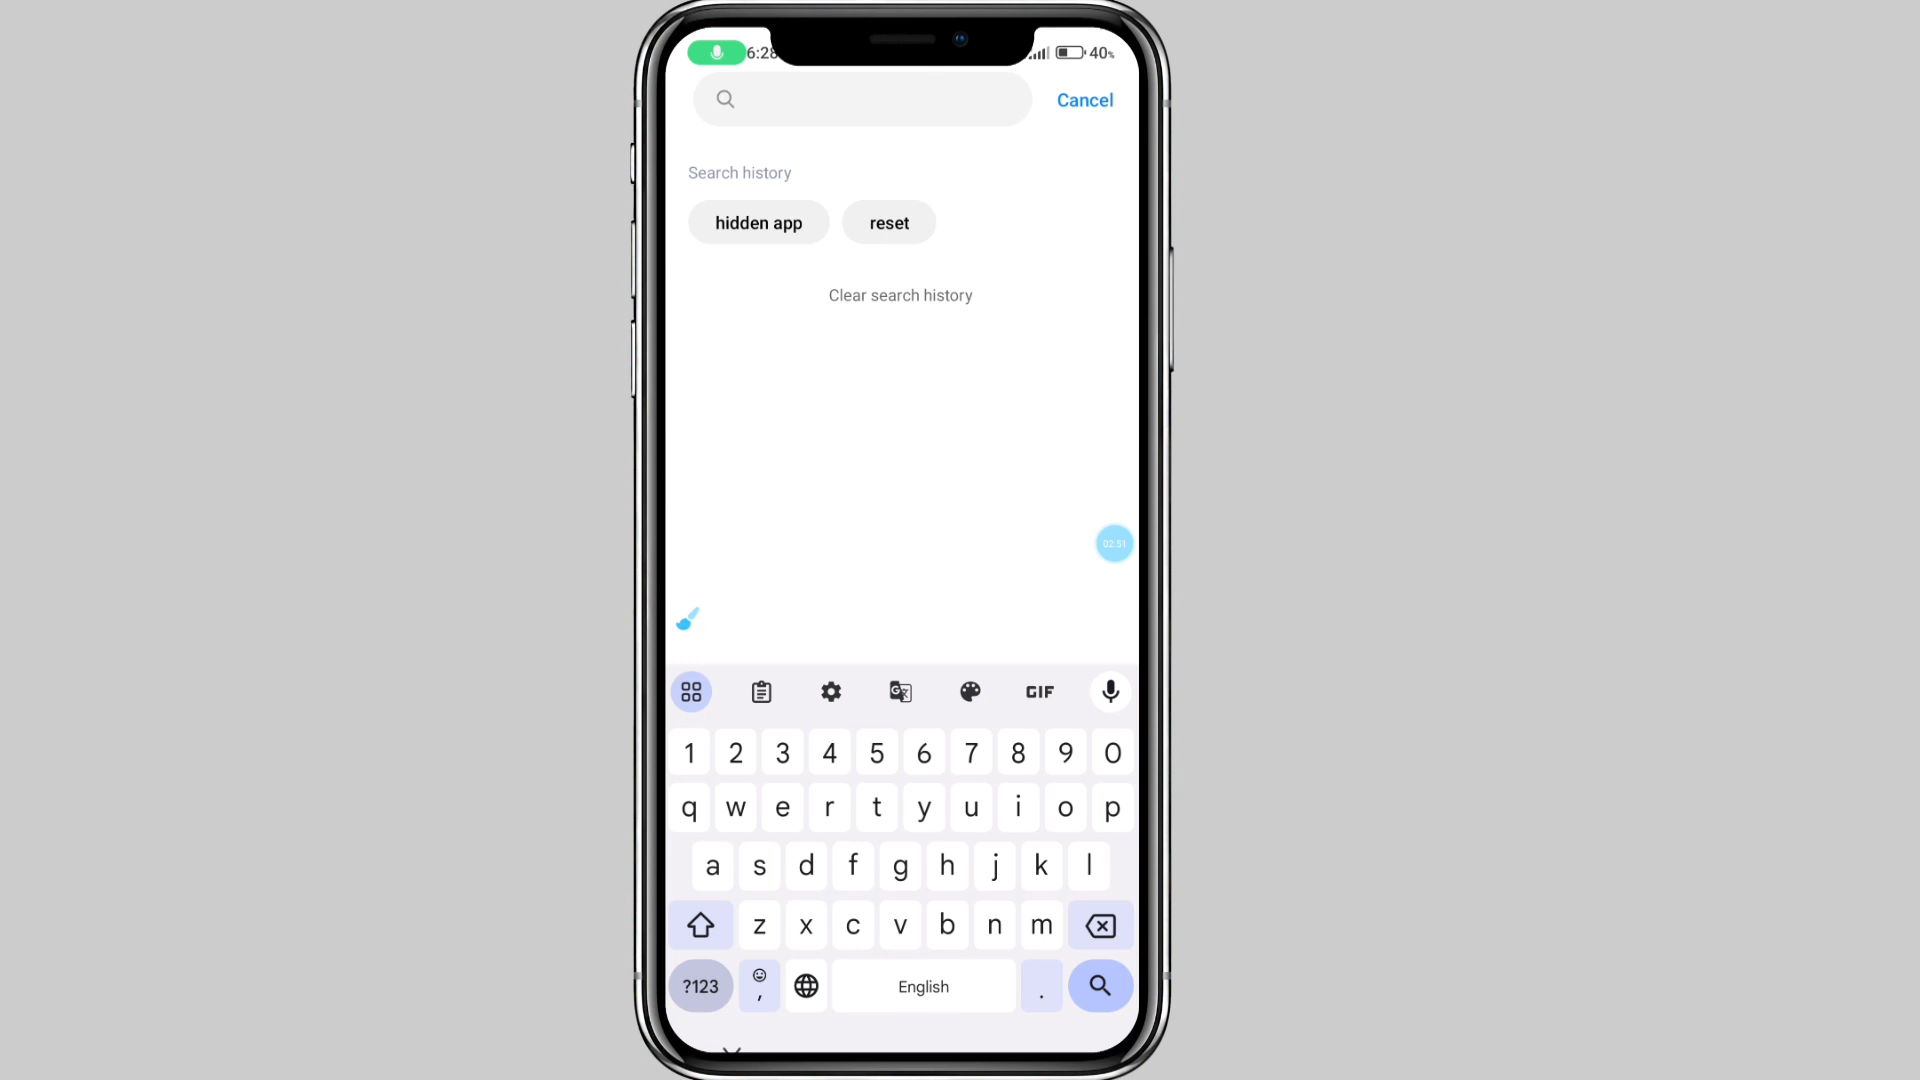 6:28 40%
Cancel
Search history
hidden app reset
Clear search history
02:51
GIF
1 2 3 4 5 6 7 8 9 0
q w e r t y u i o p
a s d f g h j k l
z x c v b n m
?123 , English .